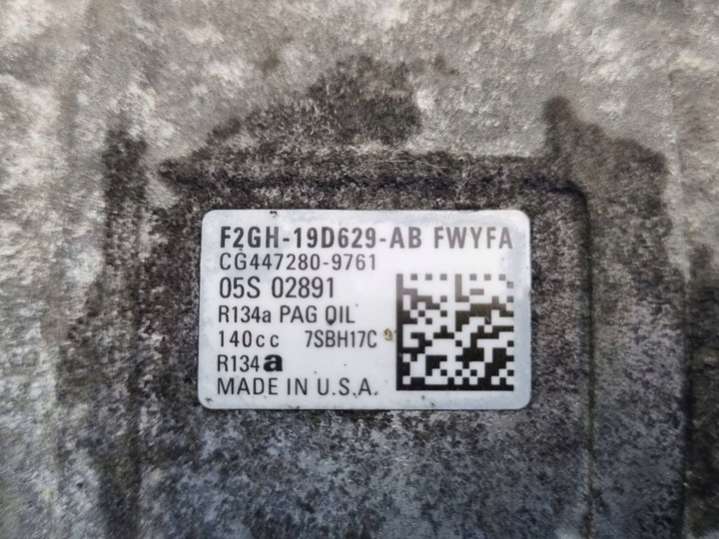 F2GH-19D629-AB FWYFA
CG447280-9761
05S 02891
R134a PAG OIL
140cc 7SBH17C
R134a
MADE IN U.S.A.